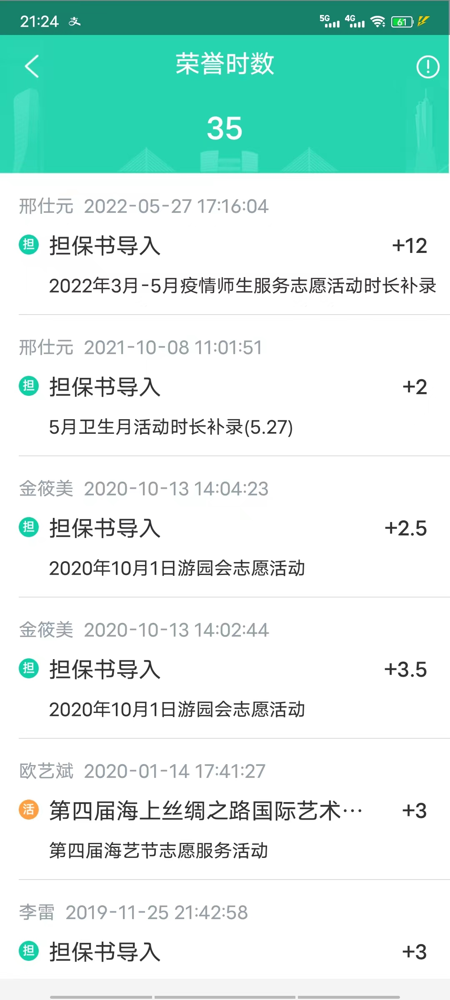 21:24 支 5G 4G 61
荣誉时数
35
邢仕元 2022-05-27 17:16:04
担 担保书导入 +12
2022年3月-5月疫情师生服务志愿活动时长补录
邢仕元 2021-10-08 11:01:51
担 担保书导入 +2
5月卫生月活动时长补录(5.27)
金筱美 2020-10-13 14:04:23
担 担保书导入 +2.5
2020年10月1日游园会志愿活动
金筱美 2020-10-13 14:02:44
担 担保书导入 +3.5
2020年10月1日游园会志愿活动
欧艺斌 2020-01-14 17:41:27
活 第四届海上丝绸之路国际艺术… +3
第四届海艺节志愿服务活动
李雷 2019-11-25 21:42:58
担 担保书导入 +3